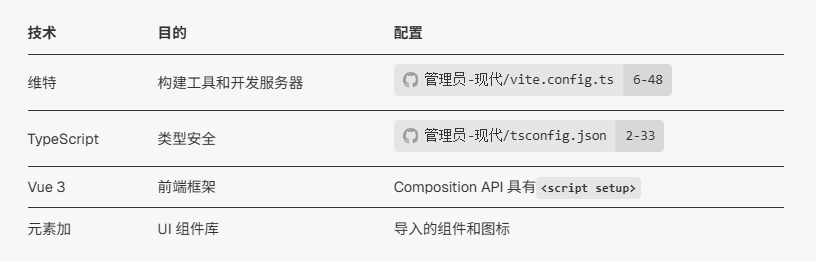 技术 目的 配置
维特 构建工具和开发服务器 管理员-现代/vite.config.ts 6-48
TypeScript 类型安全 管理员-现代/tsconfig.json 2-33
Vue 3 前端框架 Composition API 具有 <script setup>
元素加 UI 组件库 导入的组件和图标